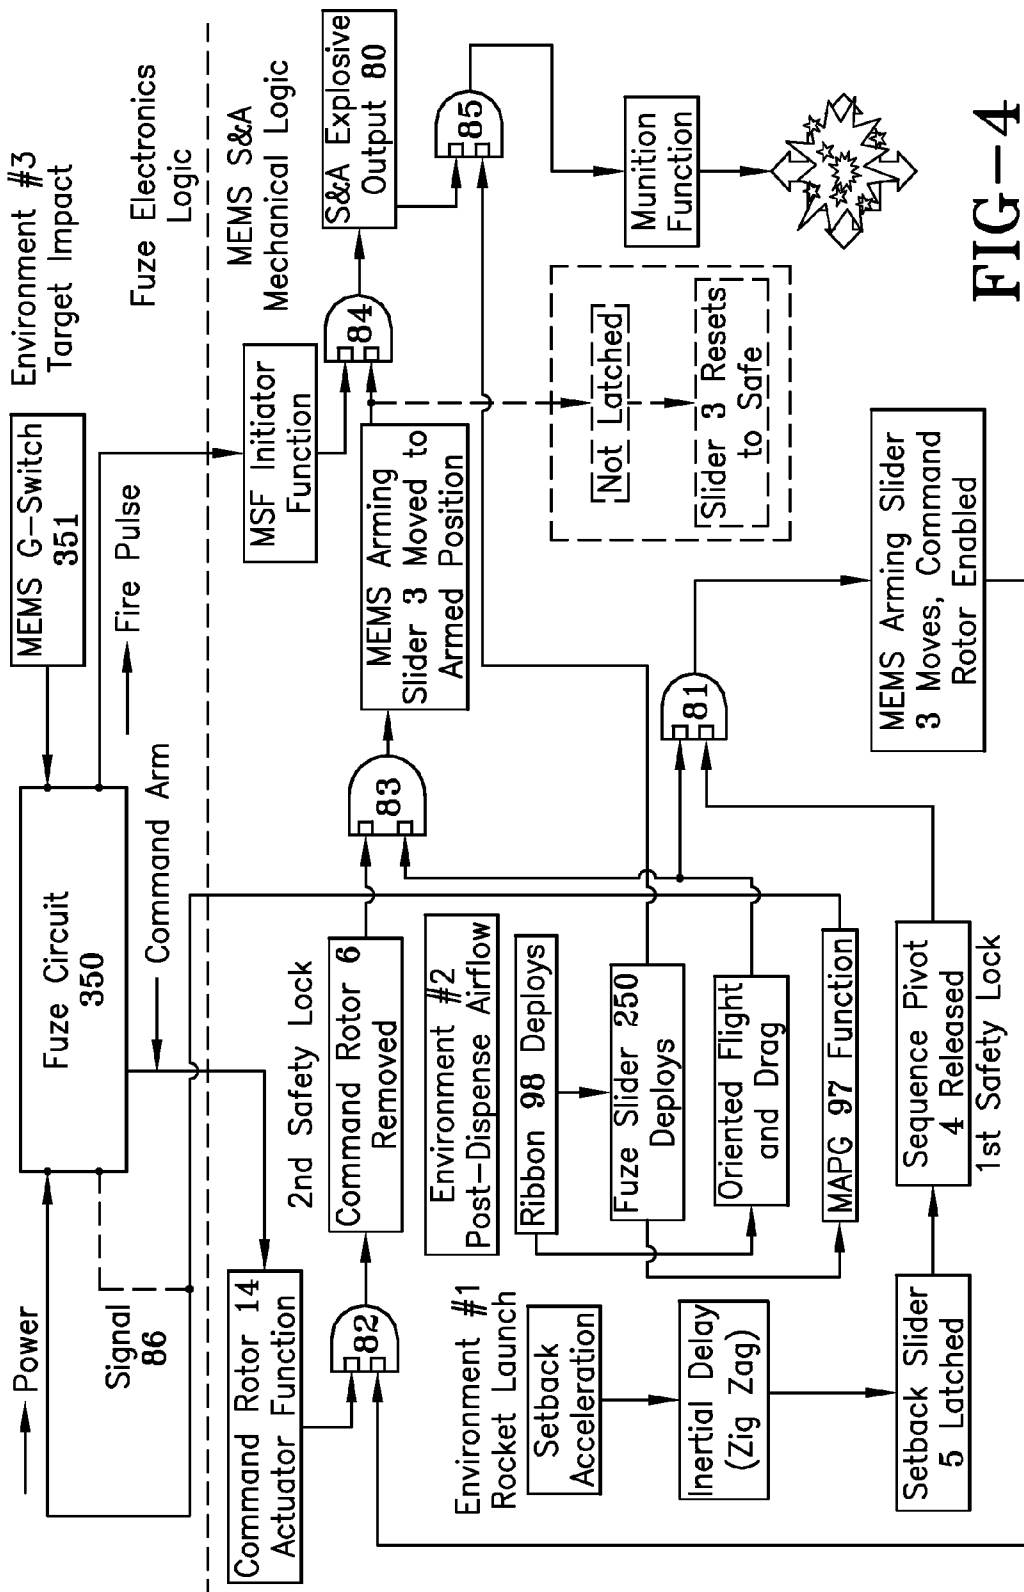 Environment #3
Target Impact
Fuze Electronics
Logic
MEMS G-Switch
351
Fire Pulse
Fuze Circuit
350
Command Arm
Power
Signal
86
MEMS S&A
Mechanical Logic
MSF Initiator
Function
S&A Explosive
Output 80
84
85
MEMS Arming
Slider 3 Moved to
Armed Position
83
2nd Safety Lock
Command Rotor 6
Removed
82
Command Rotor 14
Actuator Function
Environment #2
Post-Dispense Airflow
Ribbon 98 Deploys
Fuze Slider 250
Deploys
Oriented Flight
and Drag
MAPG 97 Function
Environment #1
Rocket Launch
Setback
Acceleration
Inertial Delay
(Zig Zag)
Setback Slider
5 Latched
Sequence Pivot
4 Released
1st Safety Lock
81
MEMS Arming Slider
3 Moves, Command
Rotor Enabled
Not Latched
Slider 3 Resets
to Safe
Munition
Function
FIG-4